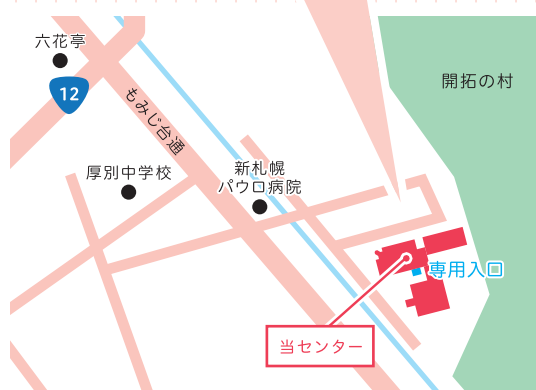 六花亭
開拓の村
12
もみじ台通
厚別中学校
新札幌
パウロ病院
専用入口
当センター